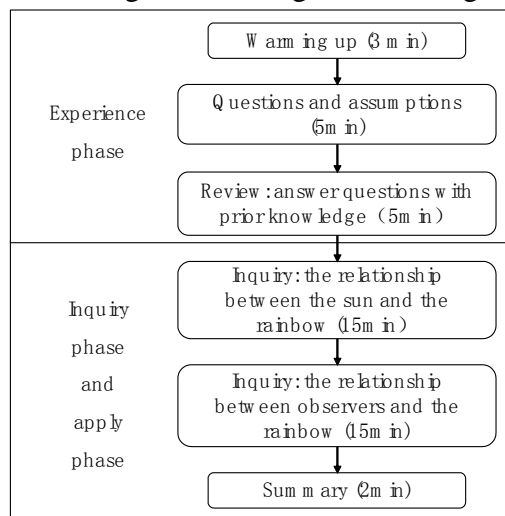 Warming up (3min)
Experience
phase
Questions and assumptions
(5min)
Review: answer questions with
prior knowledge (5min)
Inquiry
phase
and
apply
phase
Inquiry: the relationship
between the sun and the
rainbow (15min)
Inquiry: the relationship
between observers and the
rainbow (15min)
Summary (2min)